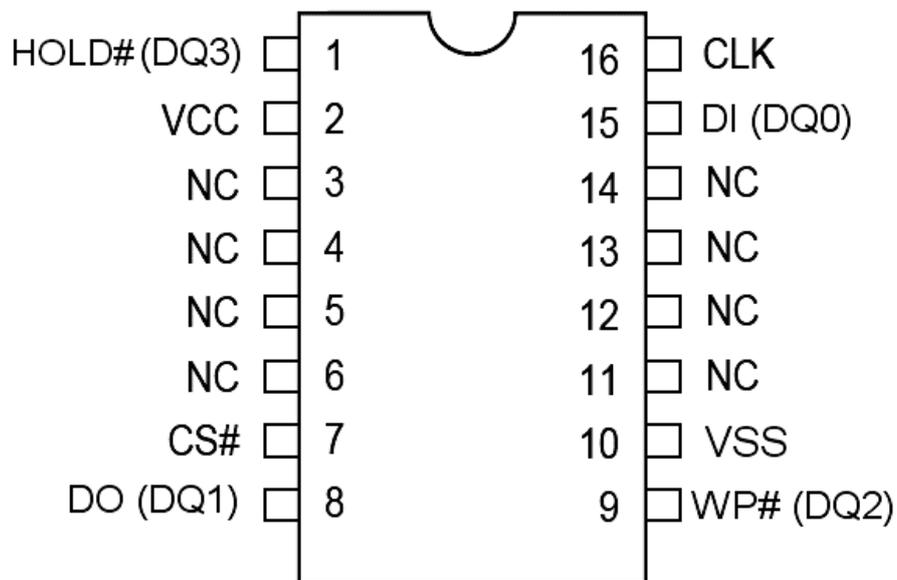 HOLD# (DQ3) 1 16 CLK
VCC 2 15 DI (DQ0)
NC 3 14 NC
NC 4 13 NC
NC 5 12 NC
NC 6 11 NC
CS# 7 10 VSS
DO (DQ1) 8 9 WP# (DQ2)